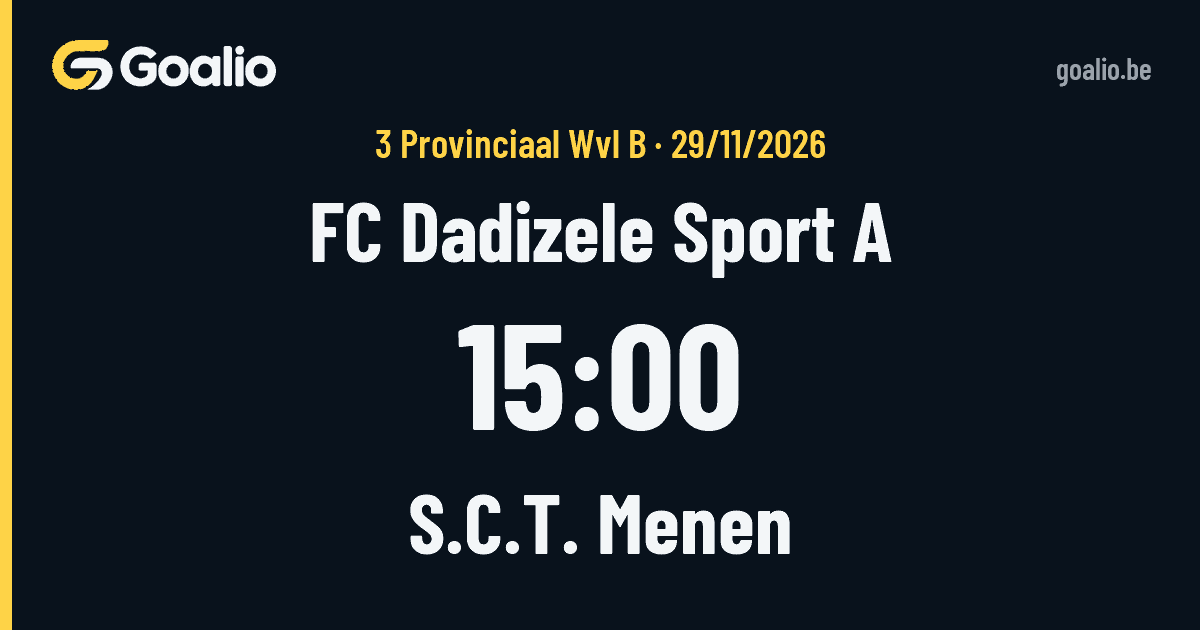 Goalio
goalio.be
3 Provinciaal Wvl B · 29/11/2026
FC Dadizele Sport A
15:00
S.C.T. Menen